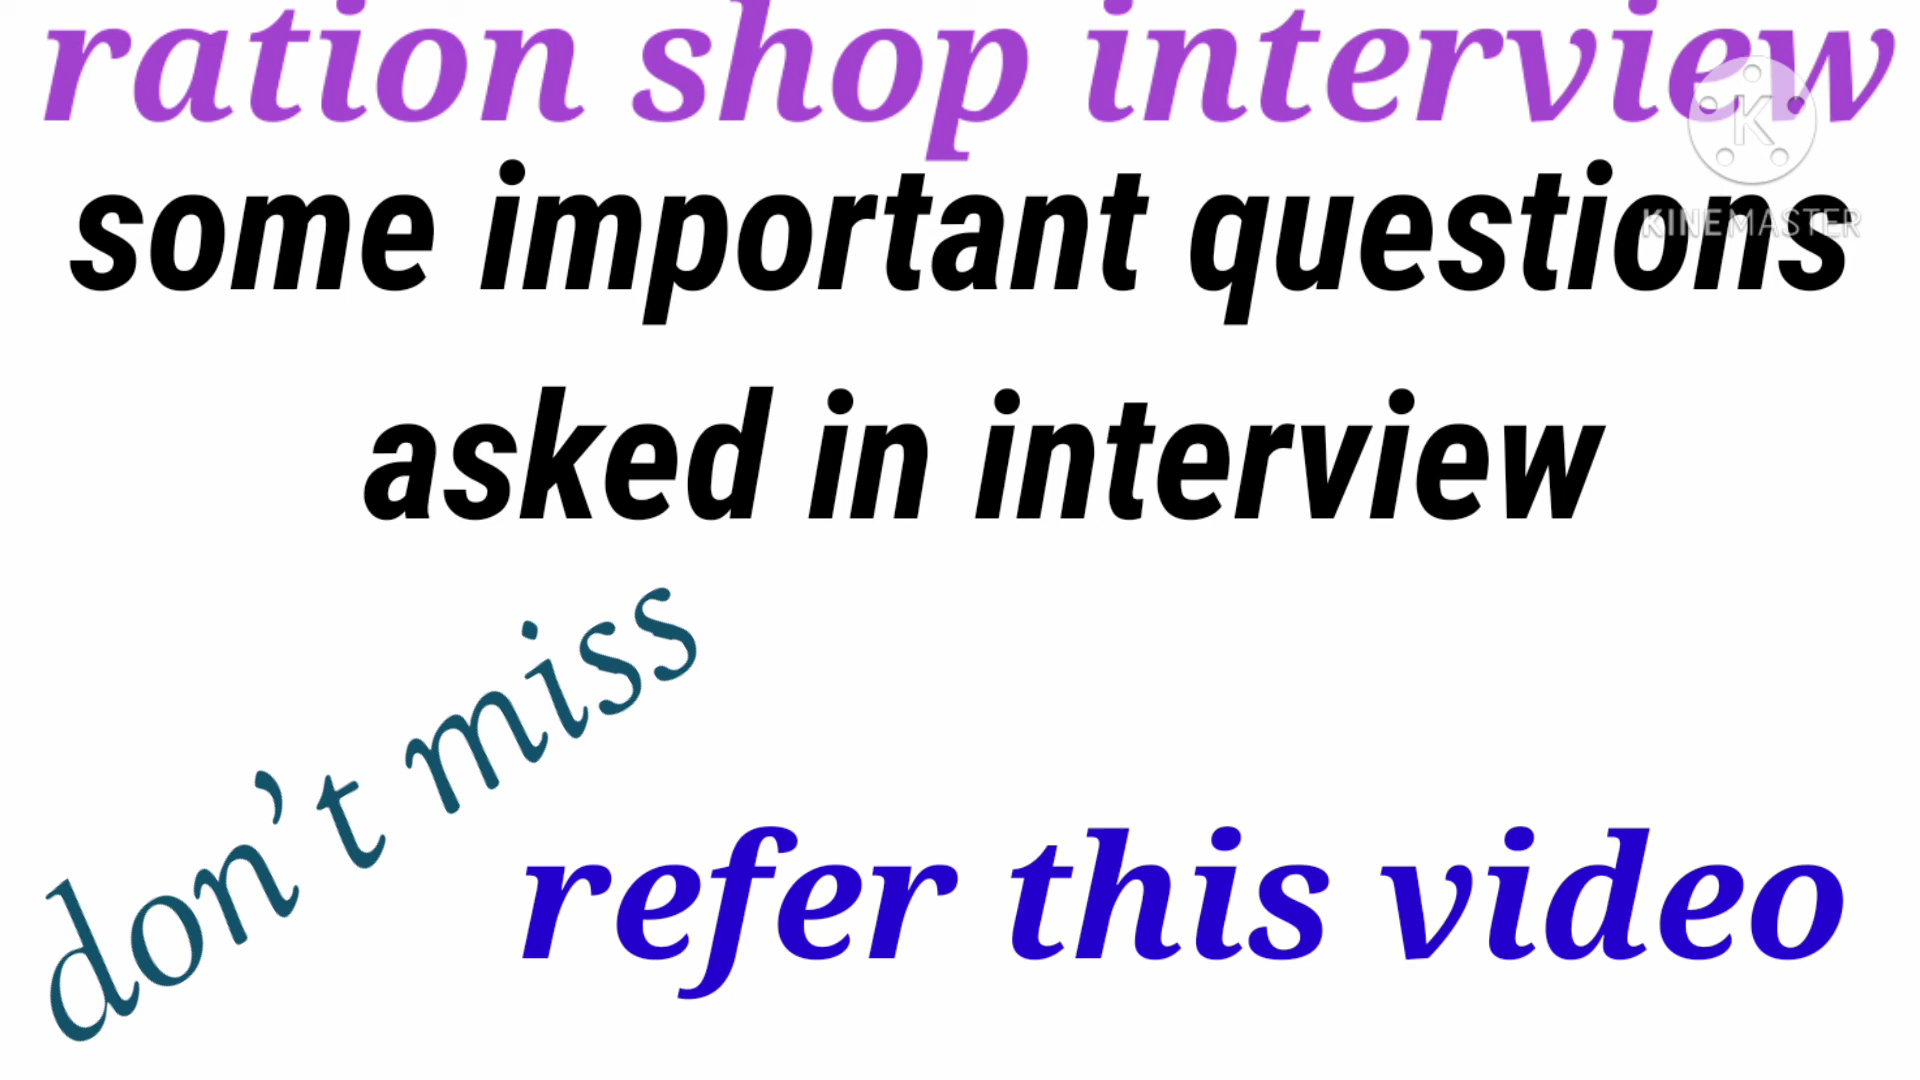 ration shop interview
KINEMASTER
some important questions
asked in interview
don't miss
refer this video